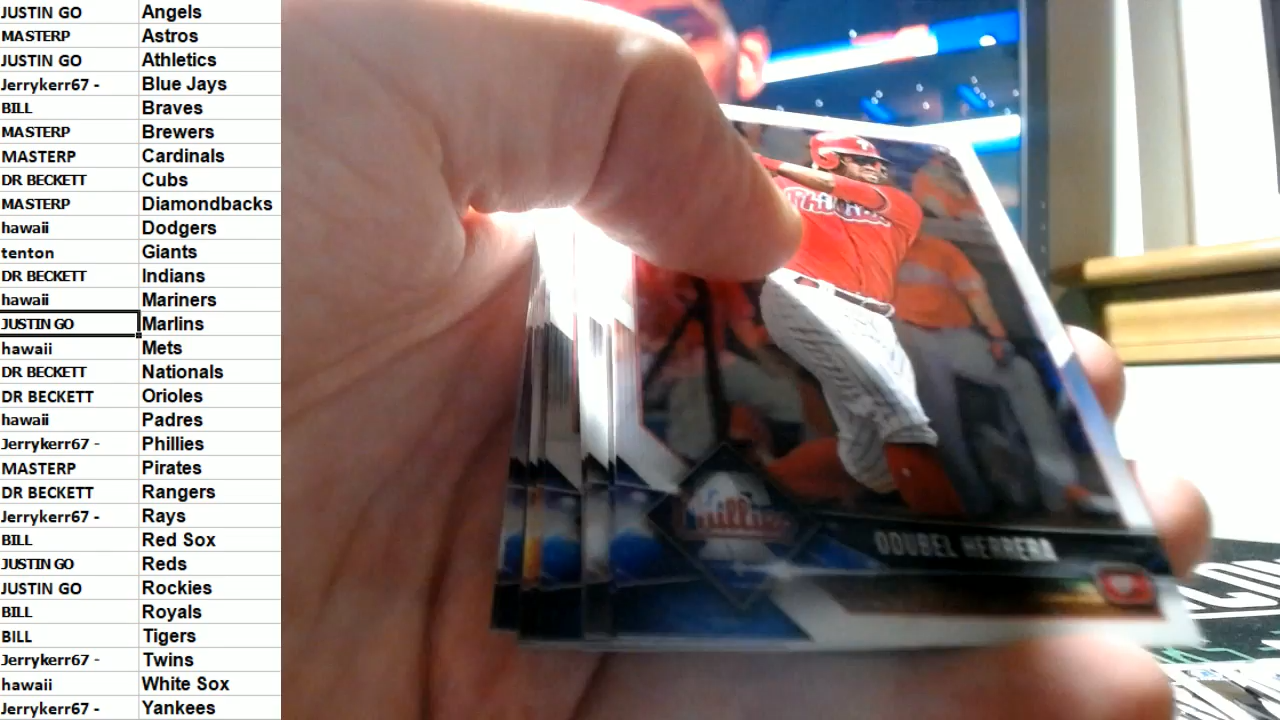 JUSTIN GO Angels
MASTERP Astros
JUSTIN GO Athletics
Jerrykerr67 - Blue Jays
BILL Braves
MASTERP Brewers
MASTERP Cardinals
DR BECKETT Cubs
MASTERP Diamondbacks
hawaii Dodgers
tenton Giants
DR BECKETT Indians
hawaii Mariners
JUSTIN GO Marlins
hawaii Mets
DR BECKETT Nationals
DR BECKETT Orioles
hawaii Padres
Jerrykerr67 - Phillies
MASTERP Pirates
DR BECKETT Rangers
Jerrykerr67 - Rays
BILL Red Sox
JUSTIN GO Reds
JUSTIN GO Rockies
BILL Royals
BILL Tigers
Jerrykerr67 - Twins
hawaii White Sox
Jerrykerr67 - Yankees
Phillies
Phillies
ODUBEL HERRERA